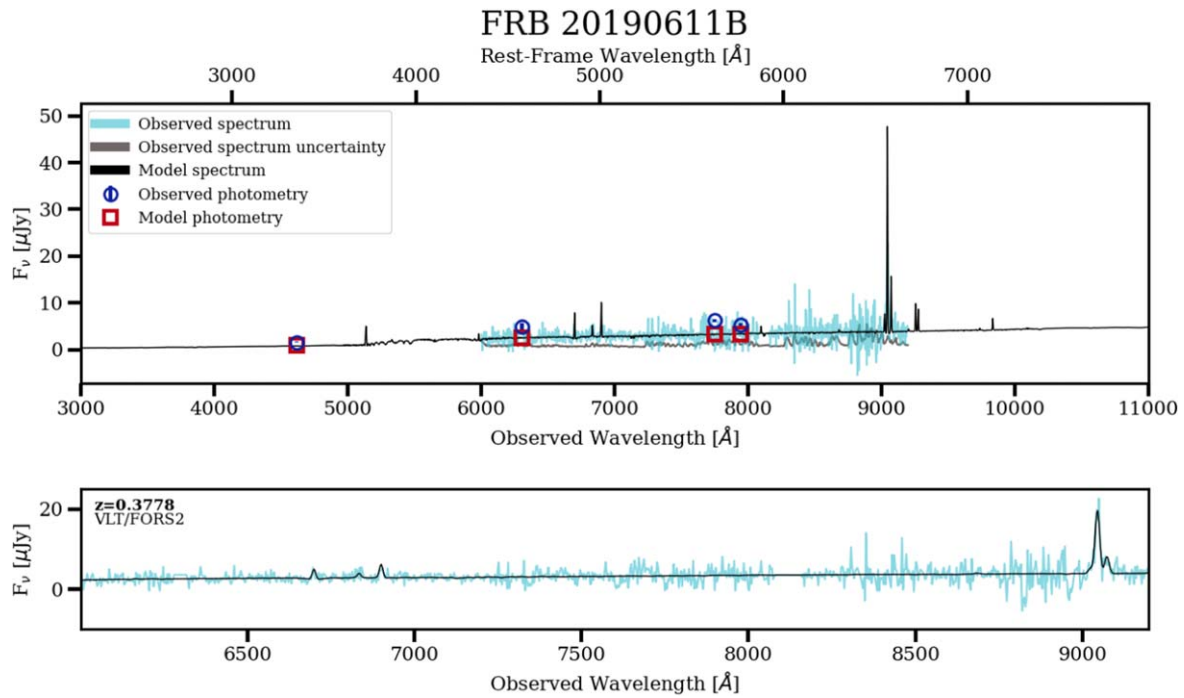 FRB 20190611B
Rest-Frame Wavelength [Å]
3000 4000 5000 6000 7000
Observed spectrum
Observed spectrum uncertainty
Model spectrum
Observed photometry
Model photometry
F_ν [μJy]
50
40
30
20
10
0
3000 4000 5000 6000 7000 8000 9000 10000 11000
Observed Wavelength [Å]
z=0.3778
VLT/FORS2
F_ν [μJy]
20
0
6500 7000 7500 8000 8500 9000
Observed Wavelength [Å]